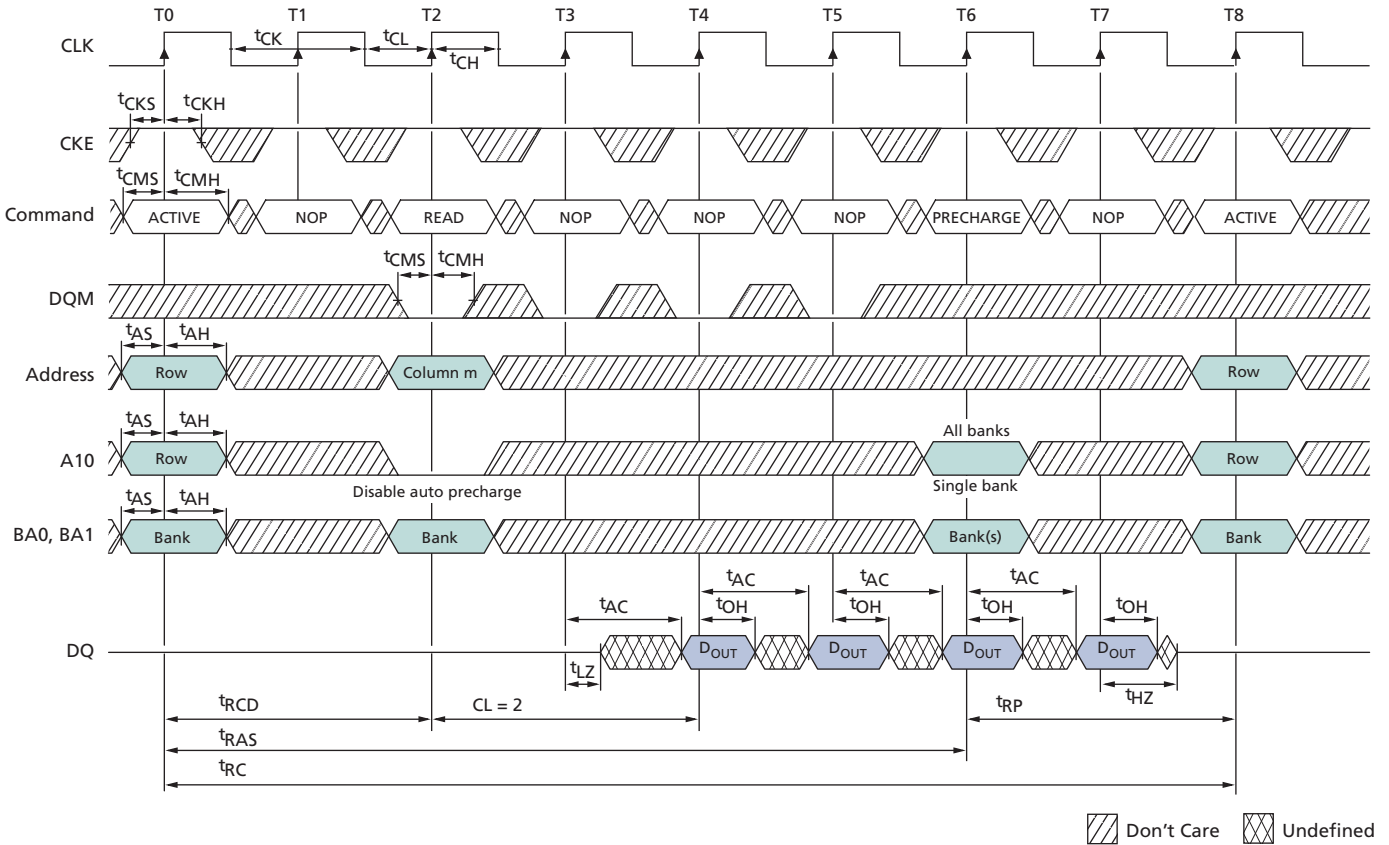 T0 T1 T2 T3 T4 T5 T6 T7 T8
CLK tCK tCL tCH
tCKS tCKH
CKE
tCMS tCMH
Command ACTIVE NOP READ NOP NOP NOP PRECHARGE NOP ACTIVE
tCMS tCMH
DQM
tAS tAH
Address Row Column m Row
tAS tAH All banks
A10 Row Row
Disable auto precharge Single bank
tAS tAH
BA0, BA1 Bank Bank Bank(s) Bank
tAC tAC tAC tAC
tOH tOH tOH tOH
DQ DOUT DOUT DOUT DOUT
tLZ tHZ
tRCD CL = 2 tRP
tRAS
tRC
Don't Care Undefined